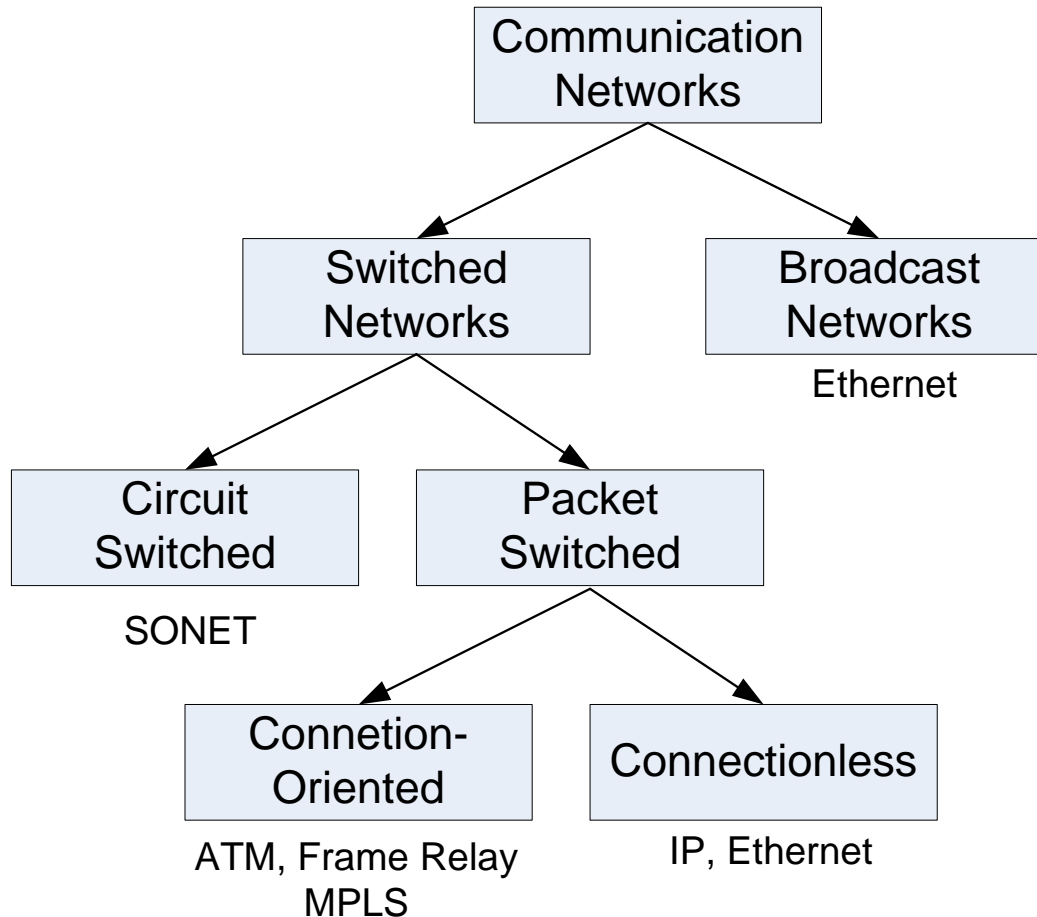 Communication
Networks
Switched
Networks
Broadcast
Networks
Ethernet
Circuit
Switched
Packet
Switched
SONET
Connetion-
Oriented
Connectionless
ATM, Frame Relay
MPLS
IP, Ethernet